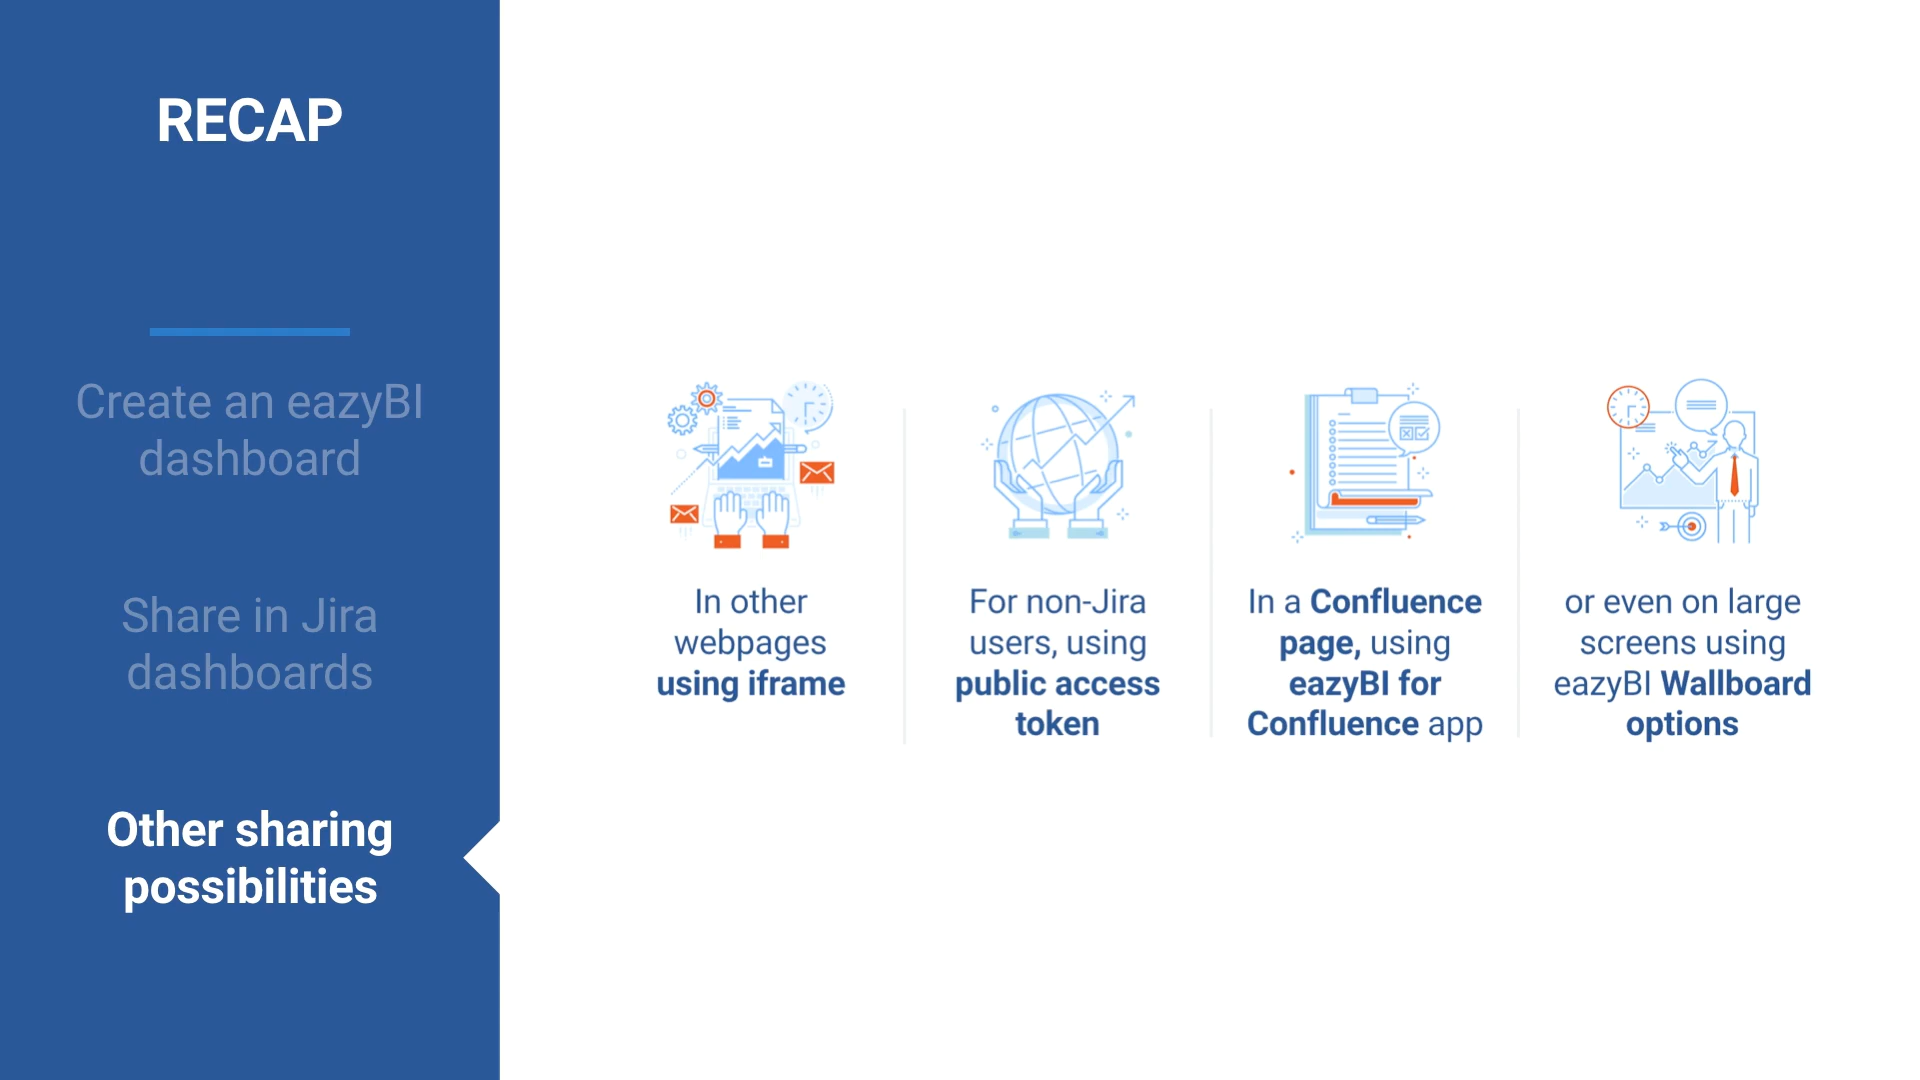 RECAP
Create an eazyBI
dashboard
Share in Jira
dashboards
Other sharing
possibilities
In other
webpages
using iframe
For non-Jira
users, using
public access
token
In a Confluence
page, using
eazyBI for
Confluence app
or even on large
screens using
eazyBI Wallboard
options